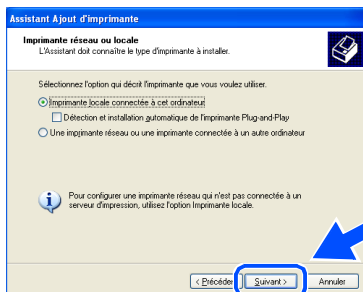 Assistant Ajout d'imprimante
Imprimante réseau ou locale
L'Assistant doit connaître le type d'imprimante à installer.
Sélectionnez l'option qui décrit l'imprimante que vous voulez utiliser.
Imprimante locale connectée à cet ordinateur
Détection et installation automatique de l'imprimante Plug-and-Play
Une imprimante réseau ou une imprimante connectée à un autre ordinateur
Pour configurer une imprimante réseau qui n'est pas connectée à un
serveur d'impression, utilisez l'option Imprimante locale.
< Précédent Suivant > Annuler